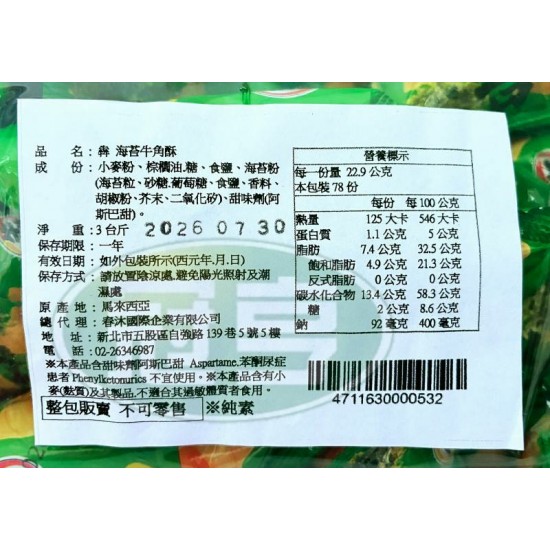 品 名:犇 海苔牛角酥
成 份:小麥粉、棕櫚油.糖、食鹽、海苔粉
(海苔粒、砂糖.葡萄糖、食鹽、香料、
胡椒粉、芥末、二氧化矽)、甜味劑(阿
斯巴甜)。
淨 重:3 台斤 2026 07 30
保存期限:一年
有效日期:如外包裝所示(西元年.月.日)
保存方式:請放置陰涼處.避免陽光照射及潮
濕處
原 產 地:馬來西亞
總 代 理:春沐國際企業有限公司
地 址:新北市五股區自強路 139 巷 5 號 5 樓
電 話:02-26346987
※本產品含甜味劑阿斯巴甜 Aspartame.苯酮尿症
患者 Phenylketonurics 不宜使用。※本產品含有小
麥(麩質)及其製品.不適合其過敏體質者食用。
整包販賣 不可零售 ※純素
營養標示
每一份量 22.9 公克
本包裝 78 份
每份 每 100 公克
熱量 125 大卡 546 大卡
蛋白質 1.1 公克 5 公克
脂肪 7.4 公克 32.5 公克
飽和脂肪 4.9 公克 21.3 公克
反式脂肪 0 公克 0 公克
碳水化合物 13.4 公克 58.3 公克
糖 2 公克 8.6 公克
鈉 92 毫克 400 毫克
4711630000532